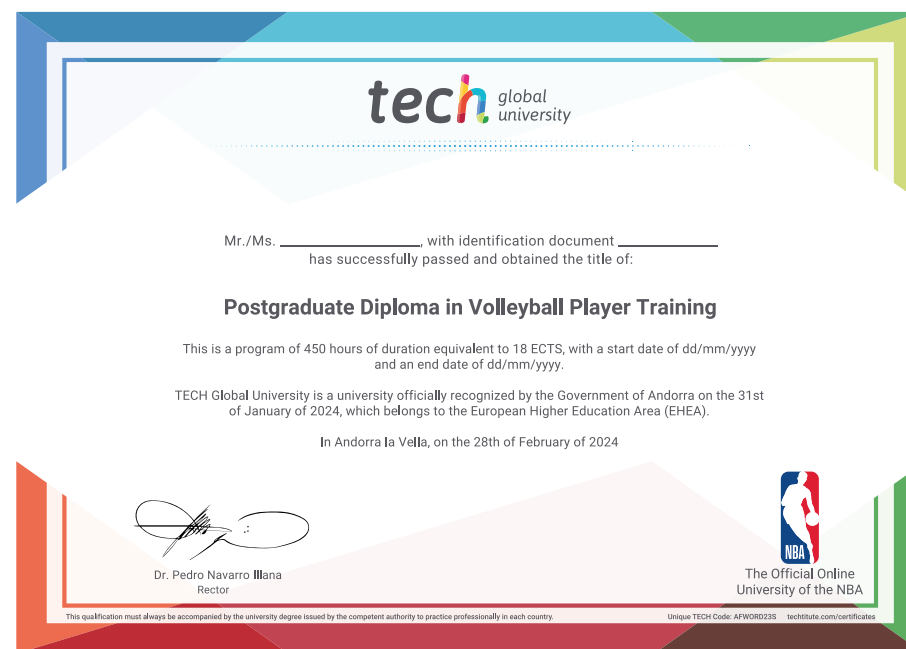 tech global
university
Mr./Ms. ____________________, with identification document ______________
has successfully passed and obtained the title of:
Postgraduate Diploma in Volleyball Player Training
This is a program of 450 hours of duration equivalent to 18 ECTS, with a start date of dd/mm/yyyy
and an end date of dd/mm/yyyy.
TECH Global University is a university officially recognized by the Government of Andorra on the 31st
of January of 2024, which belongs to the European Higher Education Area (EHEA).
In Andorra la Vella, on the 28th of February of 2024
NBA
Dr. Pedro Navarro Illana
Rector
The Official Online
University of the NBA
This qualification must always be accompanied by the university degree issued by the competent authority to practice professionally in each country.
Unique TECH Code: AFWORD23S techtitute.com/certificates